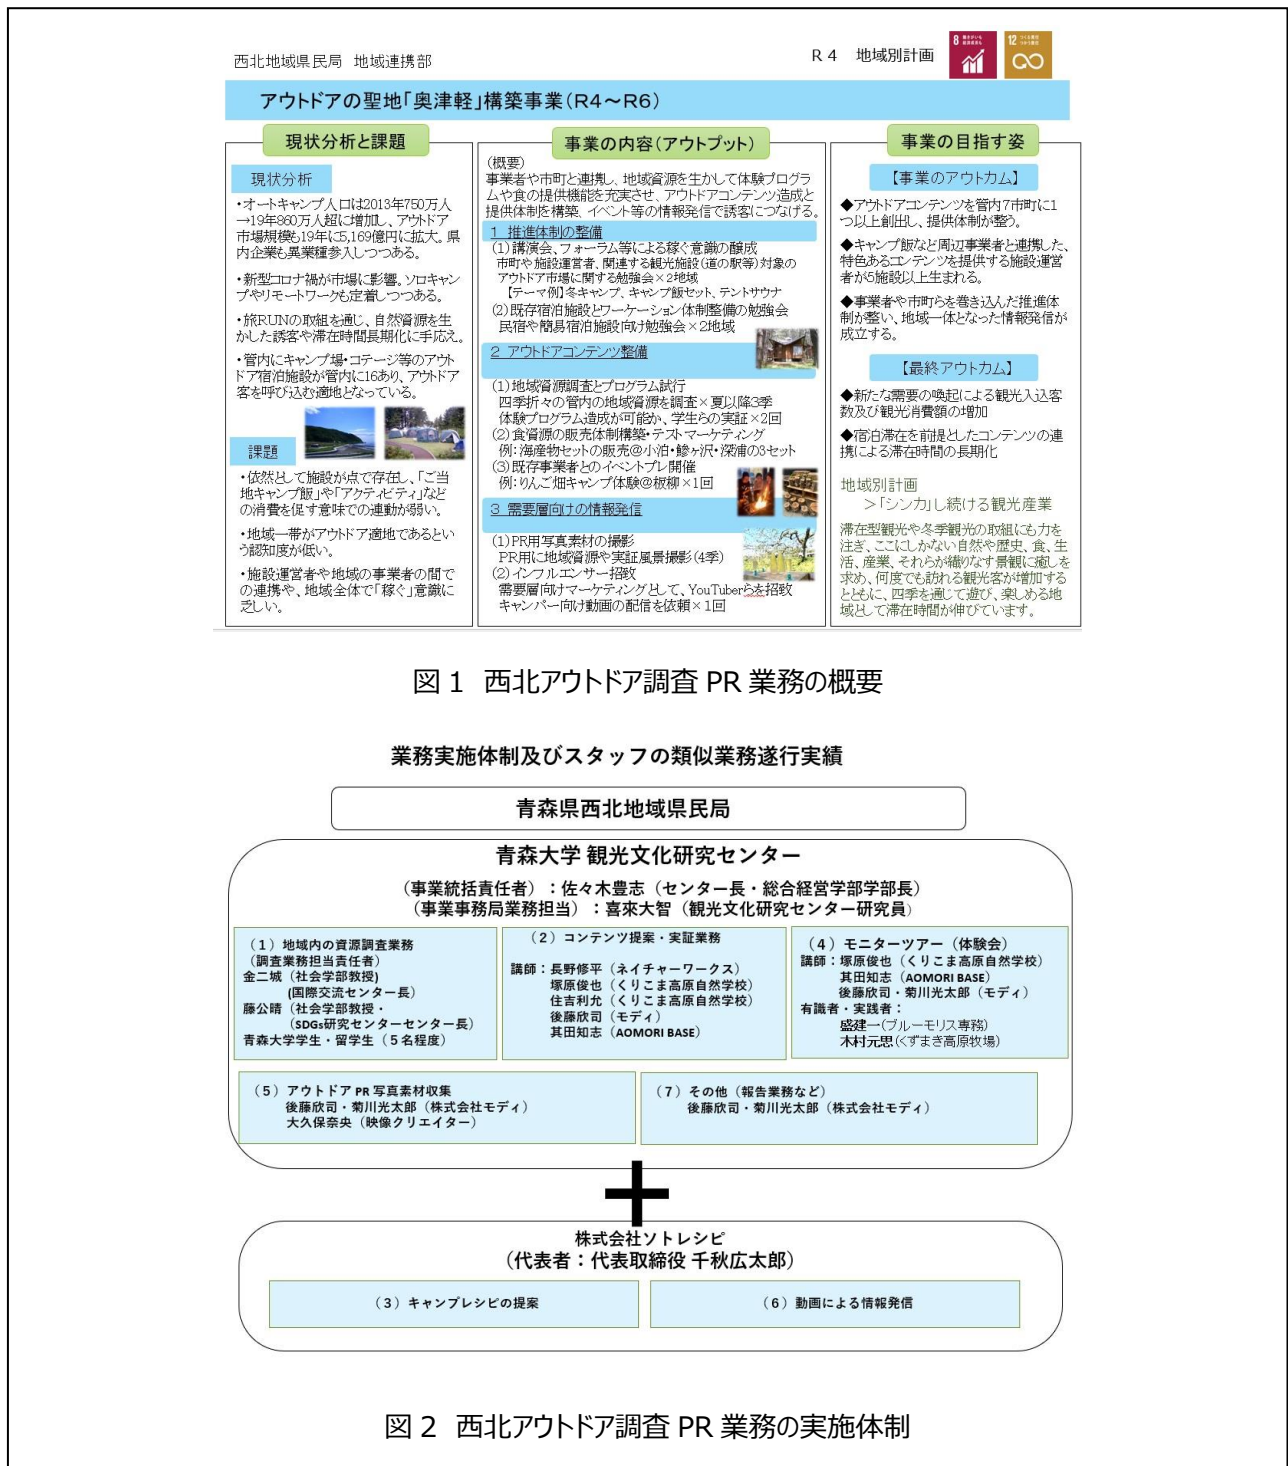 西北地域県民局 地域連携部
R4 地域別計画
8 働きがいも
経済成長も
12 つくる責任
つかう責任
アウトドアの聖地「奥津軽」構築事業(R4～R6)
現状分析と課題
現状分析
・オートキャンプ人口は2013年750万人
→19年860万人超に増加し、アウトドア
市場規模も19年に5,169億円に拡大。県
内企業も異業種参入しつつある。
・新型コロナ禍が市場に影響。ソロキャン
プやリモートワークも定着しつつある。
・旅RUNの取組を通じ、自然資源を生
かした誘客や滞在時間長期化に手応え。
・管内にキャンプ場・コテージ等のアウト
ドア宿泊施設が管内に16あり、アウトドア
客を呼び込む適地となっている。
課題
・依然として施設が点で存在し、「ご当
地キャンプ飯」や「アクティビティ」など
の消費を促す意味での連動が弱い。
・地域一帯がアウトドア適地であるとい
う認知度が低い。
・施設運営者や地域の事業者の間で
の連携や、地域全体で「稼ぐ」意識に
乏しい。
事業の内容(アウトプット)
(概要)
事業者や市町と連携し、地域資源を生かして体験プログラ
ムや食の提供機能を充実させ、アウトドアコンテンツ造成と
提供体制を構築、イベント等の情報発信で誘客につなげる。
1 推進体制の整備
(1)講演会、フォーラム等による稼ぐ意識の醸成
市町や施設運営者、関連する観光施設(道の駅等)対象の
アウトドア市場に関する勉強会×2地域
【テーマ例】冬キャンプ、キャンプ飯セット、テントサウナ
(2)既存宿泊施設とワーケーション体制整備の勉強会
民宿や簡易宿泊施設向け勉強会×2地域
2 アウトドアコンテンツ整備
(1)地域資源調査とプログラム試行
四季折々の管内の地域資源を調査×夏以降3季
体験プログラム造成が可能か、学生らの実証×2回
(2)食資源の販売体制構築・テストマーケティング
例:海産物セットの販売@小泊・鰺ヶ沢・深浦の3セット
(3)既存事業者とのイベントプレ開催
例:りんご畑キャンプ体験@板柳×1回
3 需要層向けの情報発信
(1)PR用写真素材の撮影
PR用に地域資源や実証風景撮影(4季)
(2)インフルエンサー招致
需要層向けマーケティングとして、YouTuberらを招致
キャンパー向け動画の配信を依頼×1回
事業の目指す姿
【事業のアウトカム】
◆アウトドアコンテンツを管内7市町に1
つ以上創出し、提供体制が整う。
◆キャンプ飯など周辺事業者と連携した、
特色あるコンテンツを提供する施設運営
者が5施設以上生まれる。
◆事業者や市町らを巻き込んだ推進体
制が整い、地域一体となった情報発信が
成立する。
【最終アウトカム】
◆新たな需要の喚起による観光入込客
数及び観光消費額の増加
◆宿泊滞在を前提としたコンテンツの連
携による滞在時間の長期化
地域別計画
＞「シンカ」し続ける観光産業
滞在型観光や冬季観光の取組にも力を
注ぎ、ここにしかない自然や歴史、食、生
活、産業、それらが織りなす景観に癒しを
求め、何度でも訪れる観光客が増加する
とともに、四季を通じて遊び、楽しめる地
域として滞在時間が伸びています。
図1 西北アウトドア調査PR業務の概要
業務実施体制及びスタッフの類似業務遂行実績
青森県西北地域県民局
青森大学 観光文化研究センター
（事業統括責任者）：佐々木豊志（センター長・総合経営学部学部長）
（事業事務局業務担当）：喜來大智（観光文化研究センター研究員）
（1）地域内の資源調査業務
（調査業務担当責任者）
金二城（社会学部教授)
(国際交流センター長）
藤公晴（社会学部教授・
（SDGs研究センターセンター長）
青森大学学生・留学生（5名程度）
（2）コンテンツ提案・実証業務
講師：長野修平（ネイチャーワークス）
塚原俊也（くりこま高原自然学校）
住吉利允（くりこま高原自然学校）
後藤欣司（モディ）
其田知志（AOMORI BASE）
（4）モニターツアー（体験会）
講師：塚原俊也（くりこま高原自然学校）
其田知志（AOMORI BASE）
後藤欣司・菊川光太郎（モディ）
有識者・実践者：
盛建一(ブルーモリス専務)
木村元思(くずまき高原牧場)
（5）アウトドアPR写真素材収集
後藤欣司・菊川光太郎（株式会社モディ）
大久保奈央（映像クリエイター）
（7）その他（報告業務など）
後藤欣司・菊川光太郎（株式会社モディ）
株式会社ソトレシピ
（代表者：代表取締役 千秋広太郎）
（3）キャンプレシピの提案
（6）動画による情報発信
図2 西北アウトドア調査PR業務の実施体制